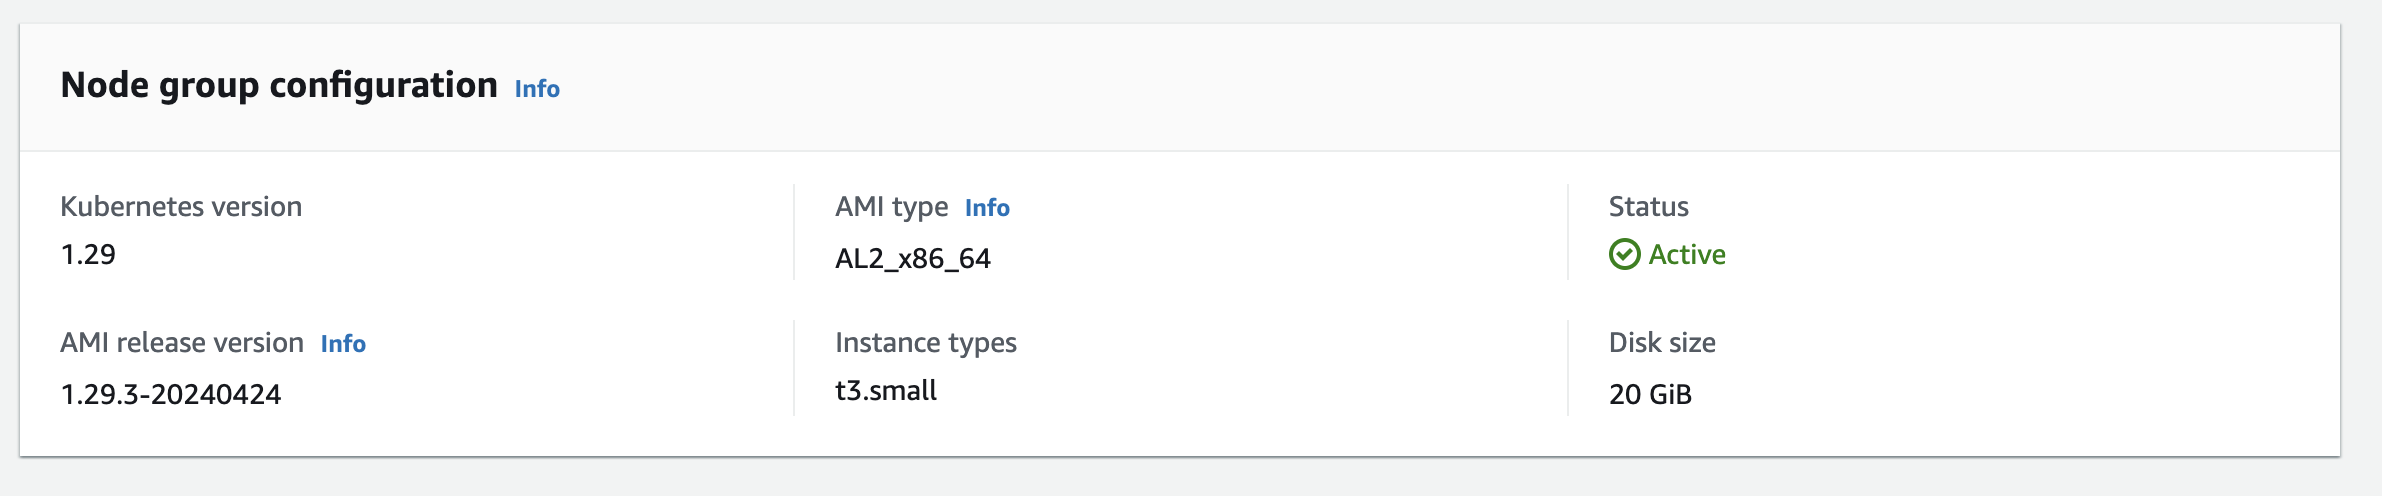 Node group configuration Info
Kubernetes version
1.29
AMI type Info
AL2_x86_64
Status
Active
AMI release version Info
1.29.3-20240424
Instance types
t3.small
Disk size
20 GiB